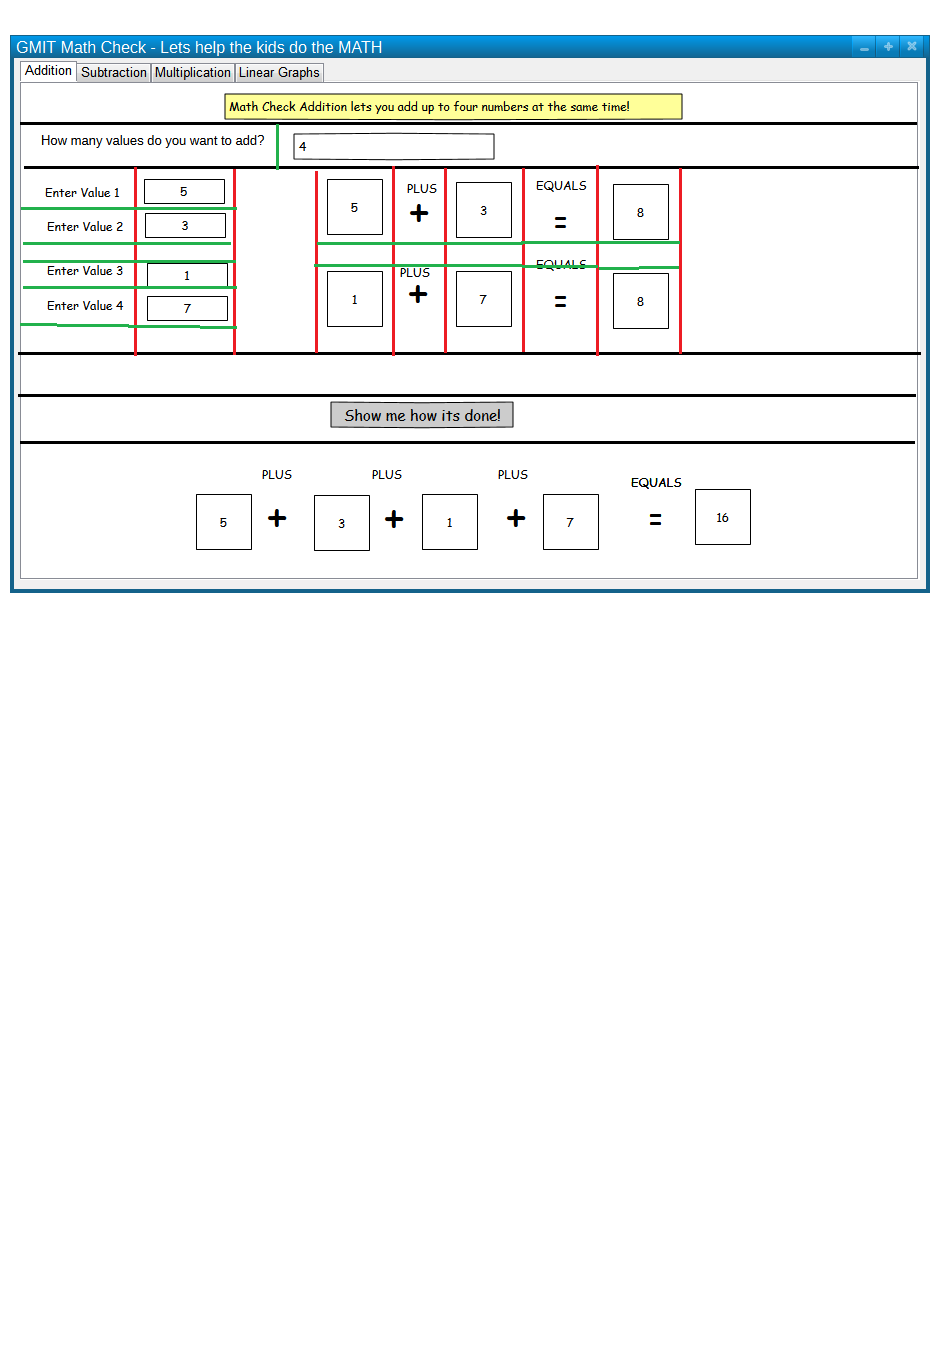 GMIT Math Check - Lets help the kids do the MATH
Addition Subtraction Multiplication Linear Graphs
Math Check Addition lets you add up to four numbers at the same time!
How many values do you want to add? 4
Enter Value 1 5 5 PLUS + 3 EQUALS = 8
Enter Value 2 3
Enter Value 3 1 1 PLUS + 7 EQUALS = 8
Enter Value 4 7
Show me how its done!
PLUS PLUS PLUS EQUALS
5 + 3 + 1 + 7 = 16